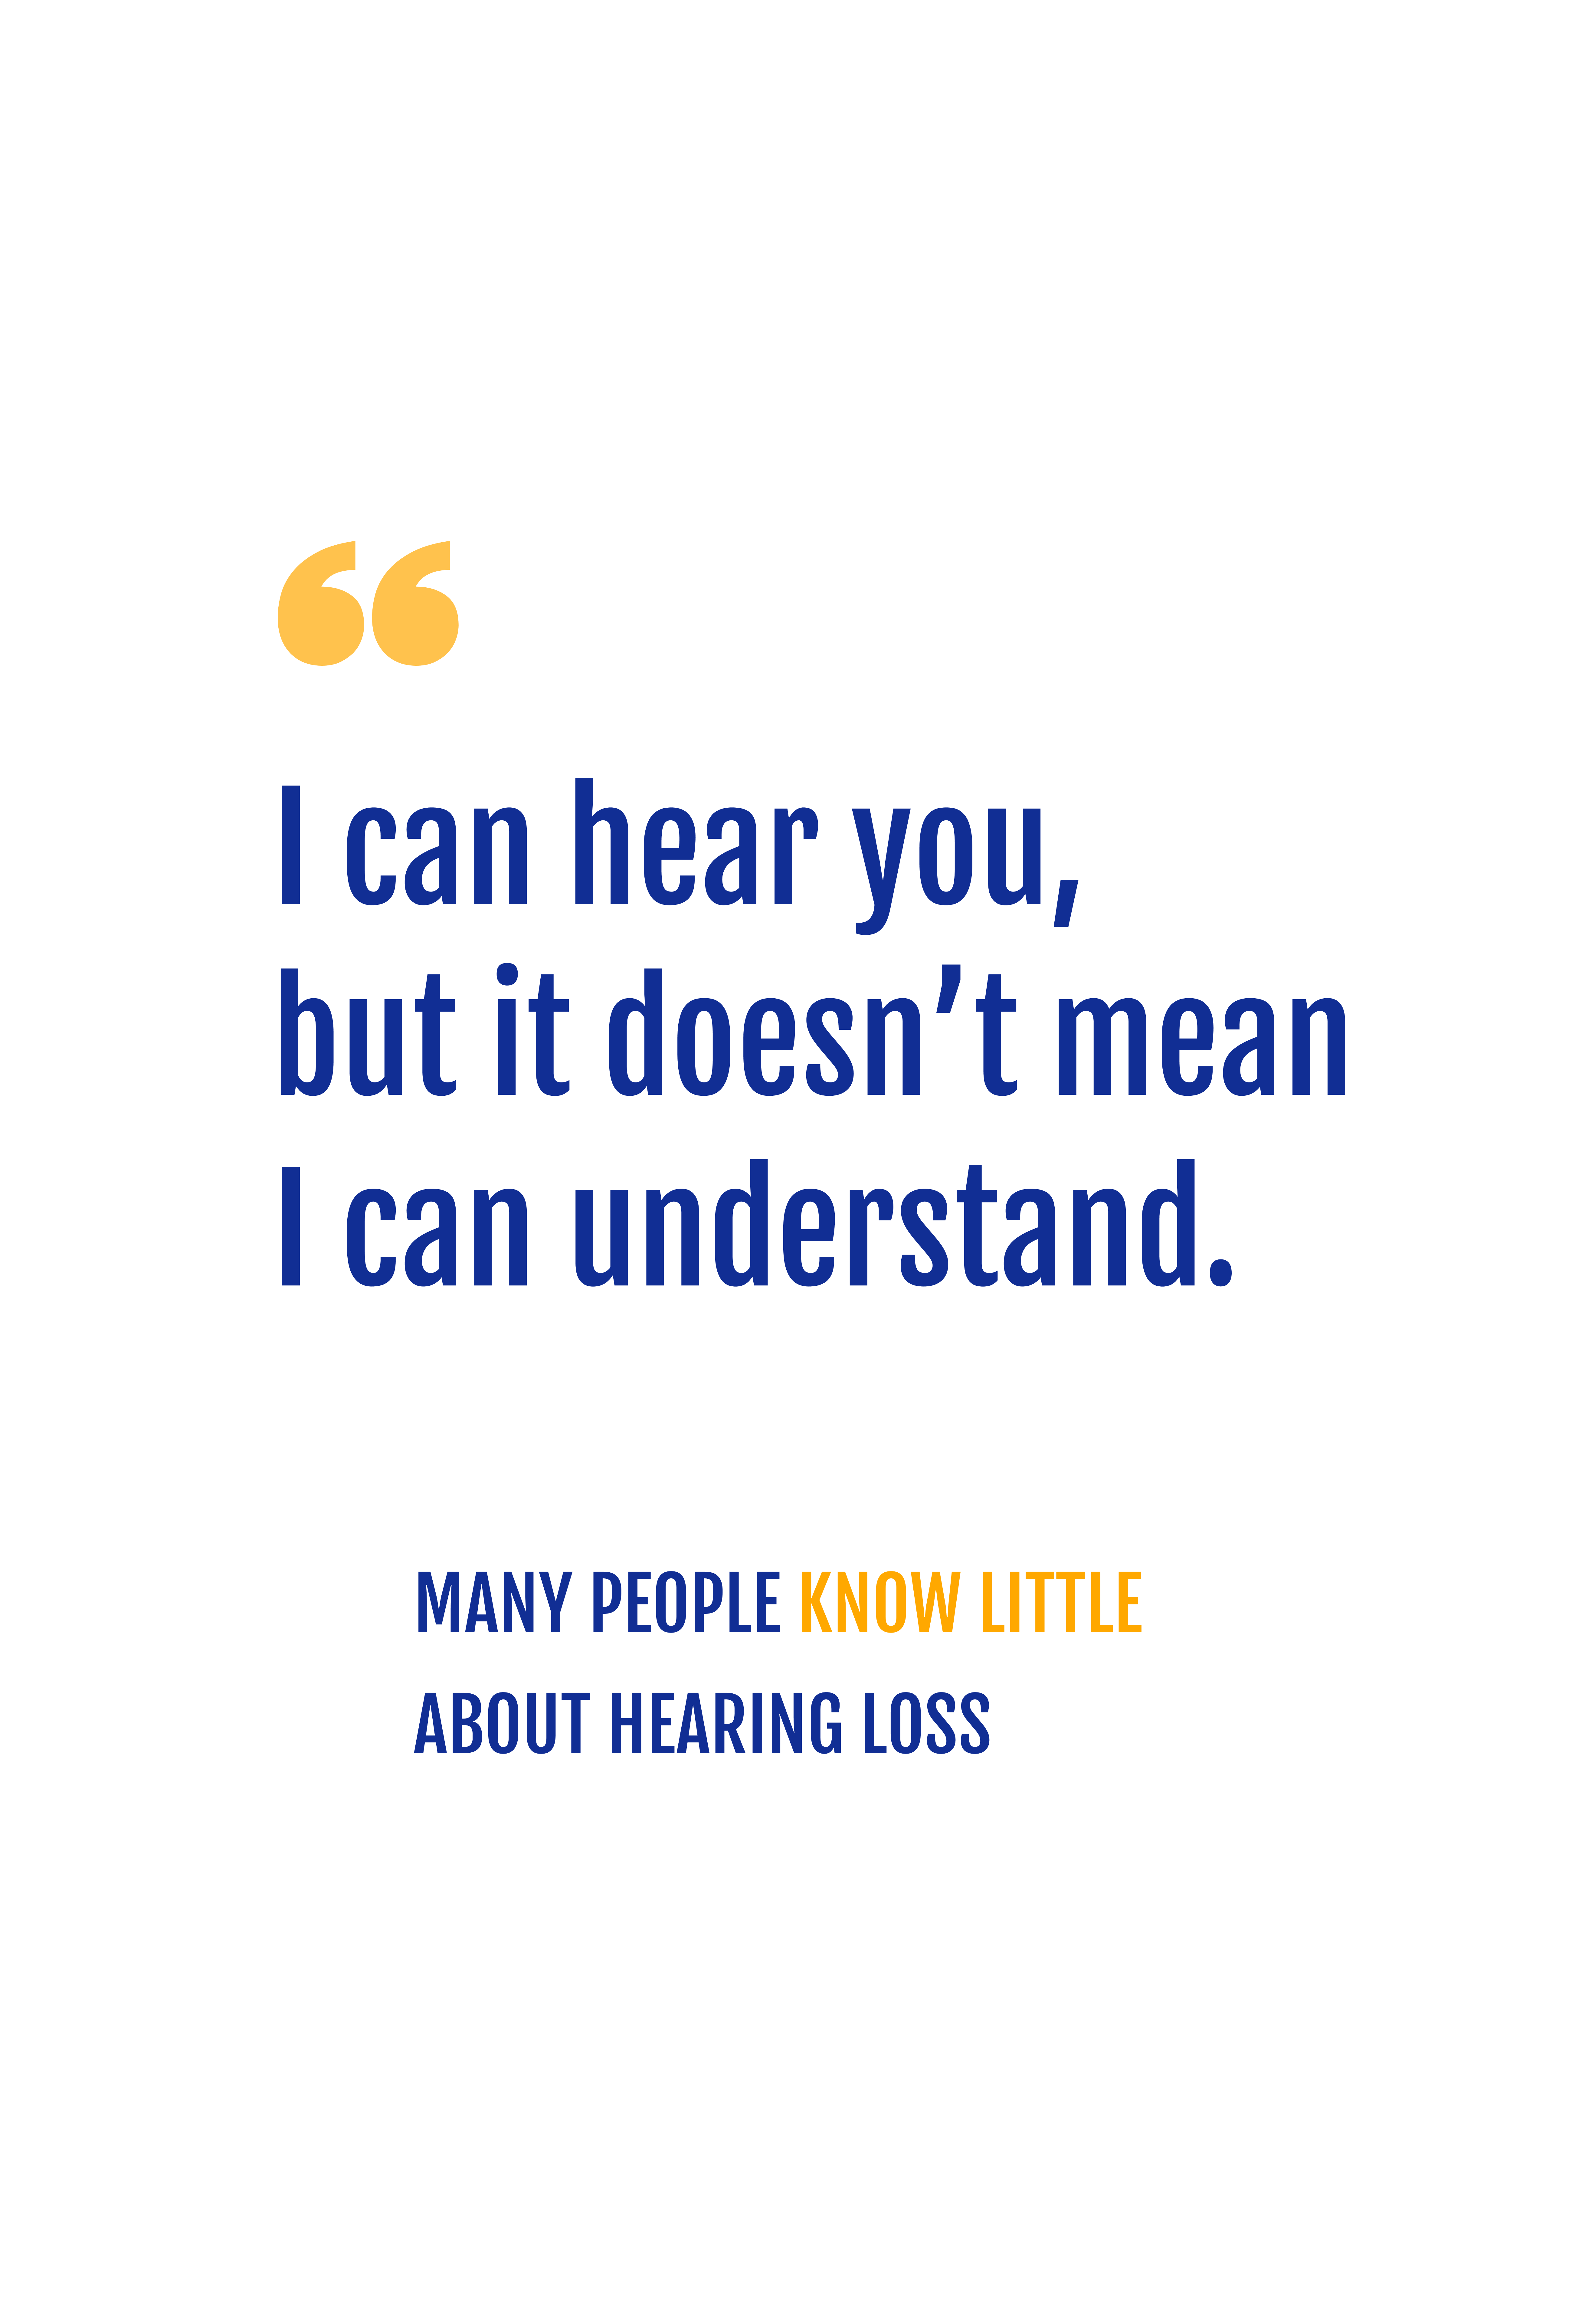 “
I can hear you,
but it doesn’t mean
I can understand.
MANY PEOPLE KNOW LITTLE
ABOUT HEARING LOSS